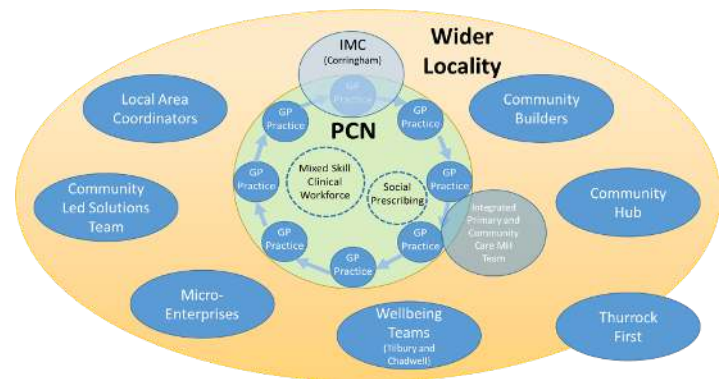 IMC
(Corringham)
Wider
Locality
GP
Practice
PCN
Local Area
Coordinators
Community
Builders
GP
Practice
GP
Practice
Mixed Skill
Clinical
Workforce
Social
Prescribing
GP
Practice
GP
Practice
Community
Led Solutions
Team
Community
Hub
Integrated
Primary and
Community
Care MH
Team
GP
Practice
GP
Practice
GP
Practice
Micro-
Enterprises
Wellbeing
Teams
(Tilbury and
Chadwell)
Thurrock
First